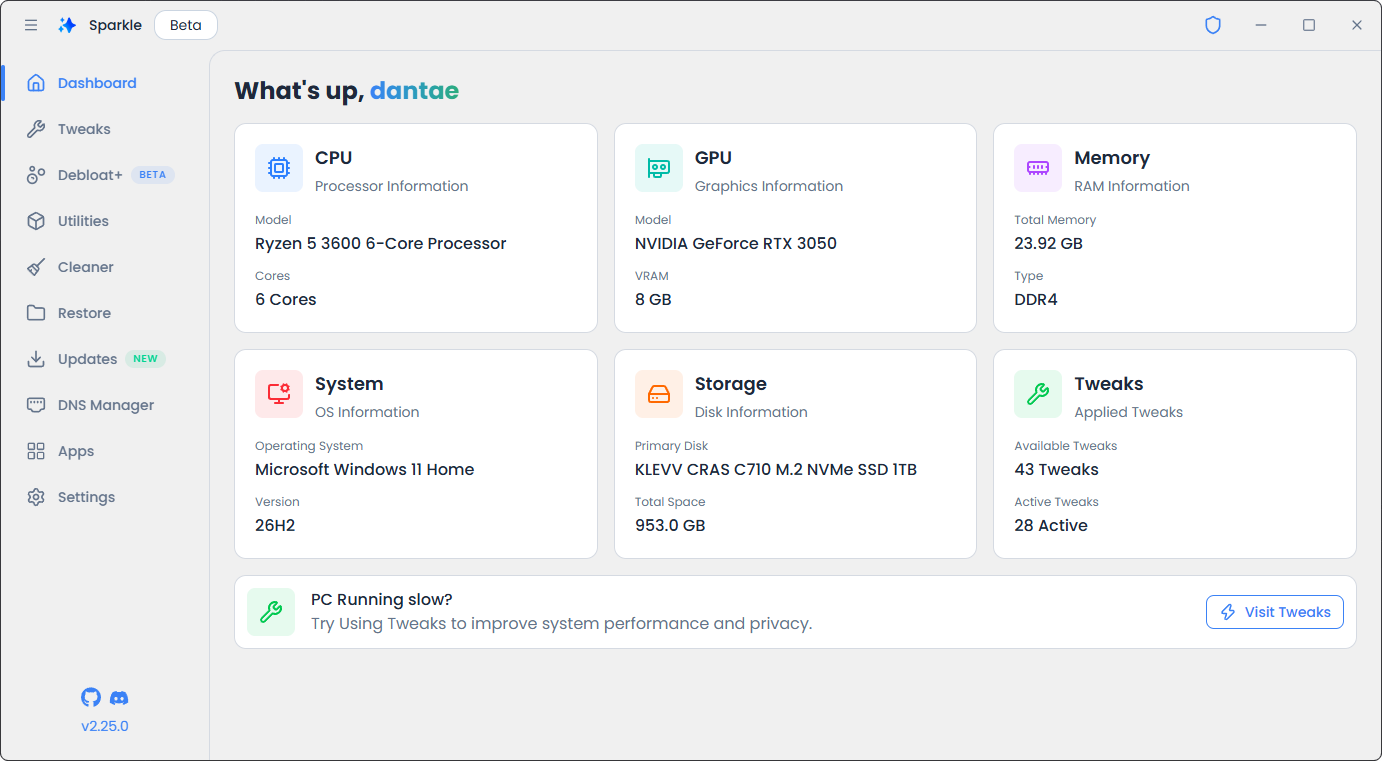 Sparkle Beta
Dashboard
Tweaks
Debloat+ BETA
Utilities
Cleaner
Restore
Updates NEW
DNS Manager
Apps
Settings
v2.25.0
What's up, dantae
CPU
Processor Information
Model
Ryzen 5 3600 6-Core Processor
Cores
6 Cores
GPU
Graphics Information
Model
NVIDIA GeForce RTX 3050
VRAM
8 GB
Memory
RAM Information
Total Memory
23.92 GB
Type
DDR4
System
OS Information
Operating System
Microsoft Windows 11 Home
Version
26H2
Storage
Disk Information
Primary Disk
KLEVV CRAS C710 M.2 NVMe SSD 1TB
Total Space
953.0 GB
Tweaks
Applied Tweaks
Available Tweaks
43 Tweaks
Active Tweaks
28 Active
PC Running slow?
Try Using Tweaks to improve system performance and privacy.
Visit Tweaks